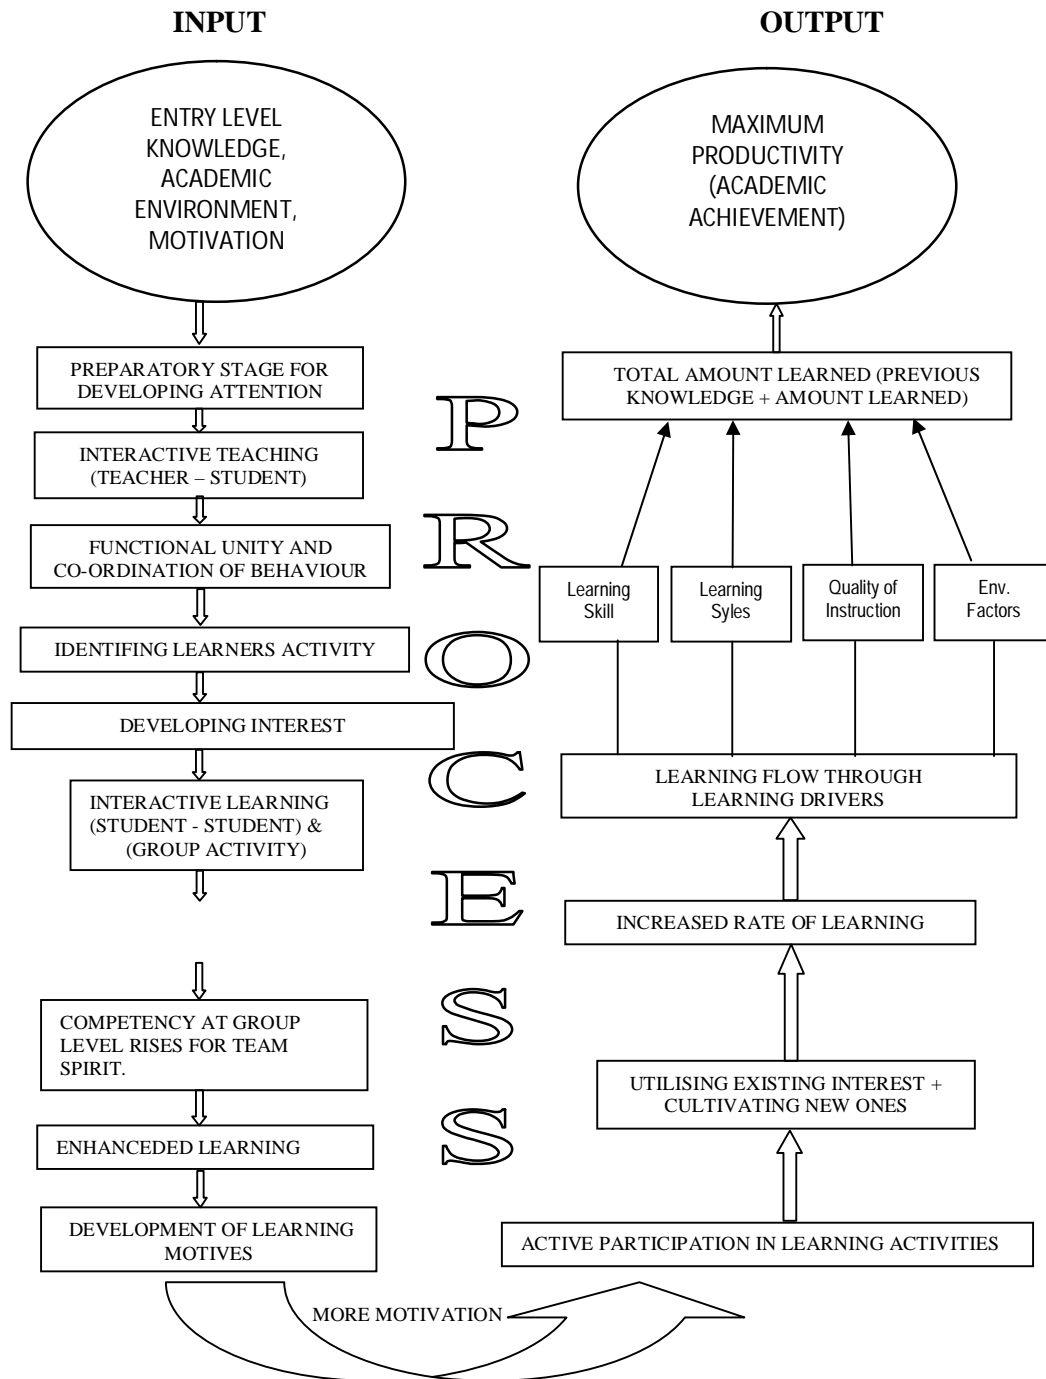 INPUT
ENTRY LEVEL
KNOWLEDGE,
ACADEMIC
ENVIRONMENT,
MOTIVATION
PREPARATORY STAGE FOR
DEVELOPING ATTENTION
INTERACTIVE TEACHING
(TEACHER – STUDENT)
FUNCTIONAL UNITY AND
CO-ORDINATION OF BEHAVIOUR
IDENTIFING LEARNERS ACTIVITY
DEVELOPING INTEREST
INTERACTIVE LEARNING
(STUDENT - STUDENT) &
(GROUP ACTIVITY)
COMPETENCY AT GROUP
LEVEL RISES FOR TEAM
SPIRIT.
ENHANCEDED LEARNING
DEVELOPMENT OF LEARNING
MOTIVES
MORE MOTIVATION
P
R
O
C
E
S
S
OUTPUT
MAXIMUM
PRODUCTIVITY
(ACADEMIC
ACHIEVEMENT)
TOTAL AMOUNT LEARNED (PREVIOUS
KNOWLEDGE + AMOUNT LEARNED)
Learning
Skill
Learning
Syles
Quality of
Instruction
Env.
Factors
LEARNING FLOW THROUGH
LEARNING DRIVERS
INCREASED RATE OF LEARNING
UTILISING EXISTING INTEREST +
CULTIVATING NEW ONES
ACTIVE PARTICIPATION IN LEARNING ACTIVITIES